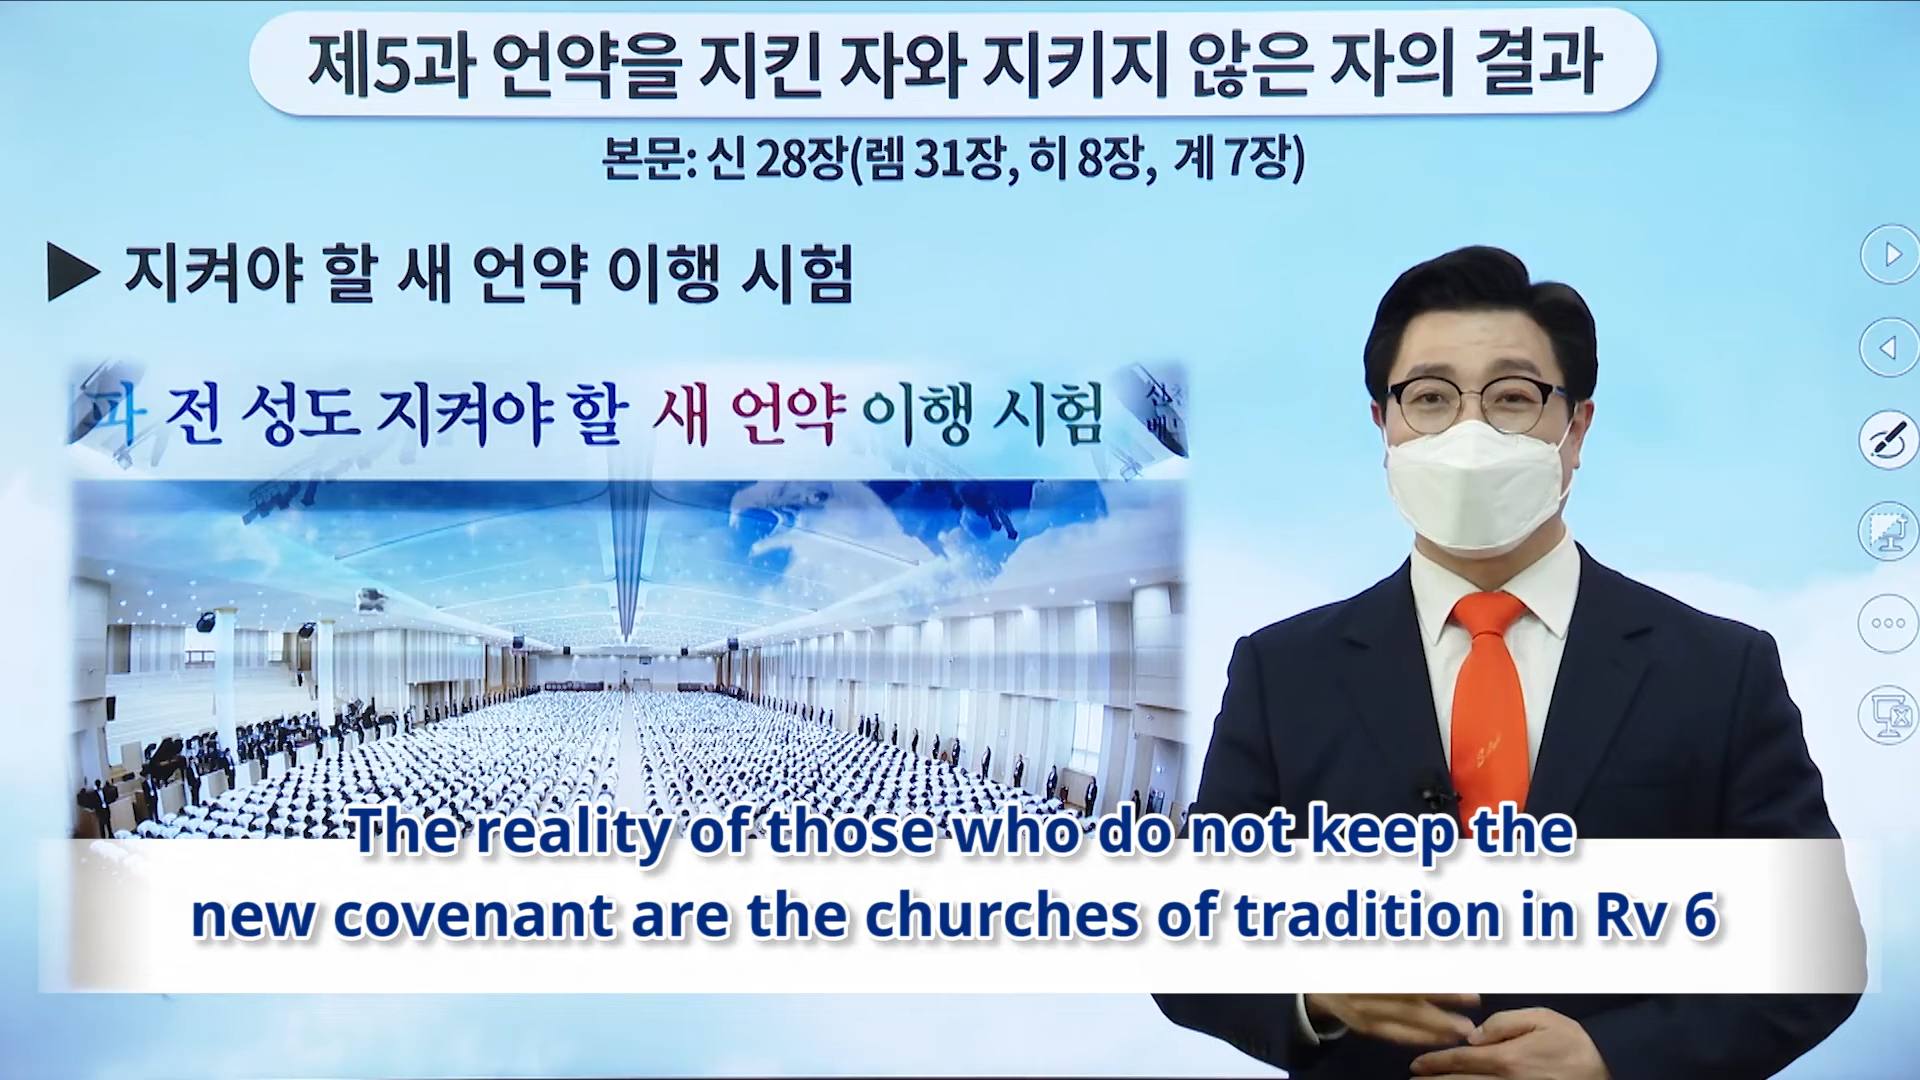 제5과 언약을 지킨 자와 지키지 않은 자의 결과
본문: 신 28장(렘 31장, 히 8장, 계 7장)
▶ 지켜야 할 새 언약 이행 시험
파 전 성도 지켜야 할 새 언약 이행 시험
The reality of those who do not keep the
new covenant are the churches of tradition in Rv 6